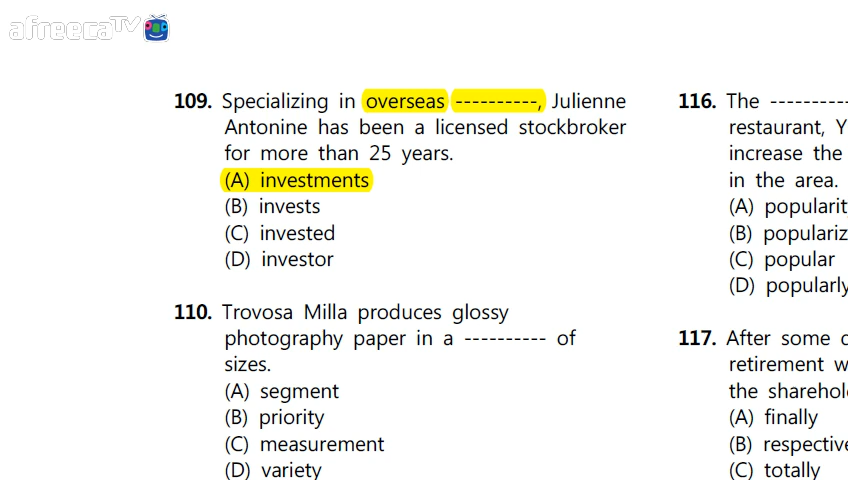 afreecaTV
109. Specializing in overseas ----------, Julienne
Antonine has been a licensed stockbroker
for more than 25 years.
(A) investments
(B) invests
(C) invested
(D) investor
110. Trovosa Milla produces glossy
photography paper in a ---------- of
sizes.
(A) segment
(B) priority
(C) measurement
(D) variety
116. The ---------
restaurant, Y
increase the
in the area.
(A) popularit
(B) populariz
(C) popular
(D) popularly
117. After some
retirement w
the sharehol
(A) finally
(B) respective
(C) totally